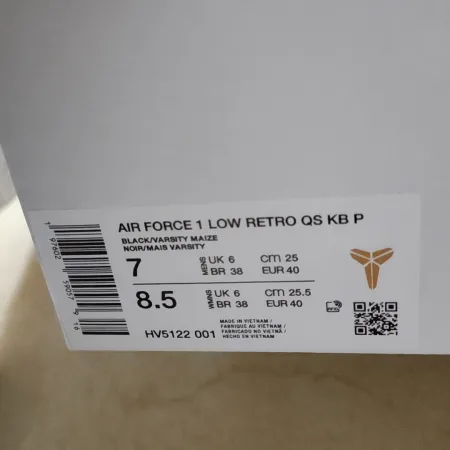 AIR FORCE 1 LOW RETRO QS KB P
BLACK/VARSITY MAIZE
NOIR/MAIS VARSITY
7 MENS UK 6 CM 25
BR 38 EUR 40
8.5 WMNS UK 6 CM 25.5
BR 38 EUR 40
HV5122 001
MADE IN VIETNAM /
FABRIQUE AU VIETNAM /
FABRICADO NO VIETNÃ /
HECHO EN VIETNAM
RFID